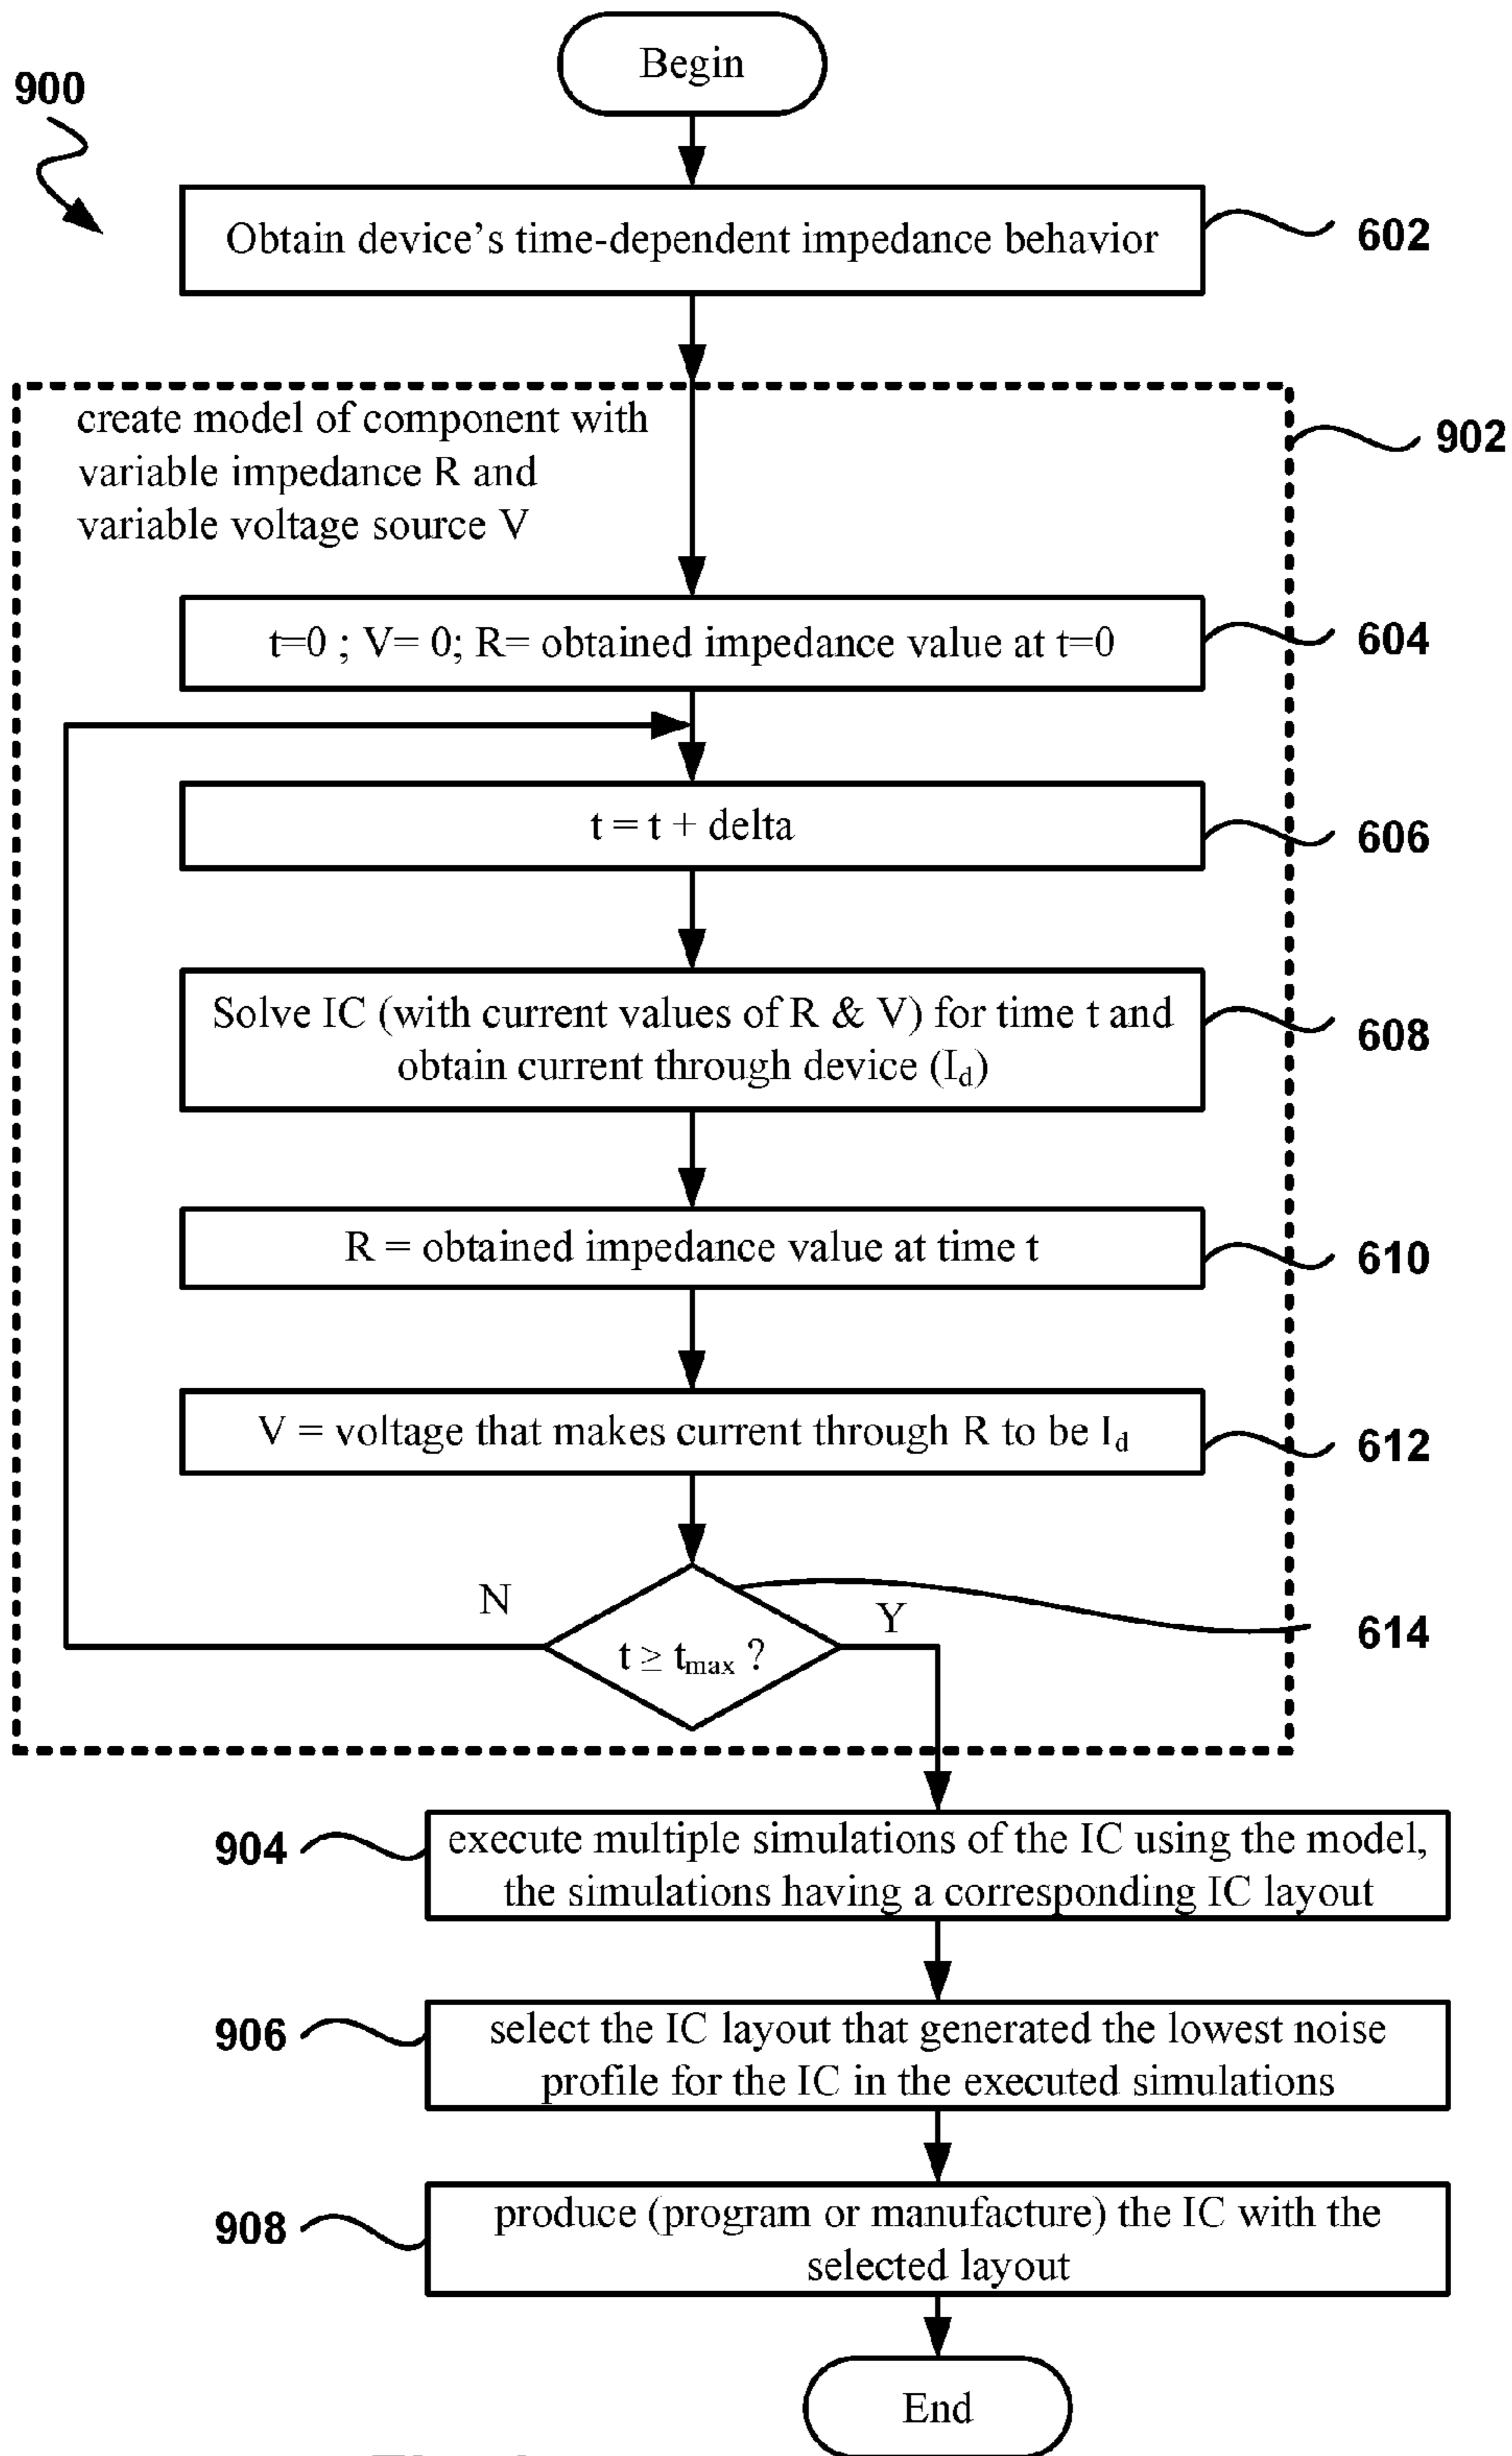 Begin
900
Obtain device's time-dependent impedance behavior
602
create model of component with
variable impedance R and
variable voltage source V
902
t=0 ; V= 0; R= obtained impedance value at t=0
604
t = t + delta
606
Solve IC (with current values of R & V) for time t and
obtain current through device (Id)
608
R = obtained impedance value at time t
610
V = voltage that makes current through R to be Id
612
N
t ≥ tmax ?
Y
614
904
execute multiple simulations of the IC using the model,
the simulations having a corresponding IC layout
906
select the IC layout that generated the lowest noise
profile for the IC in the executed simulations
908
produce (program or manufacture) the IC with the
selected layout
End